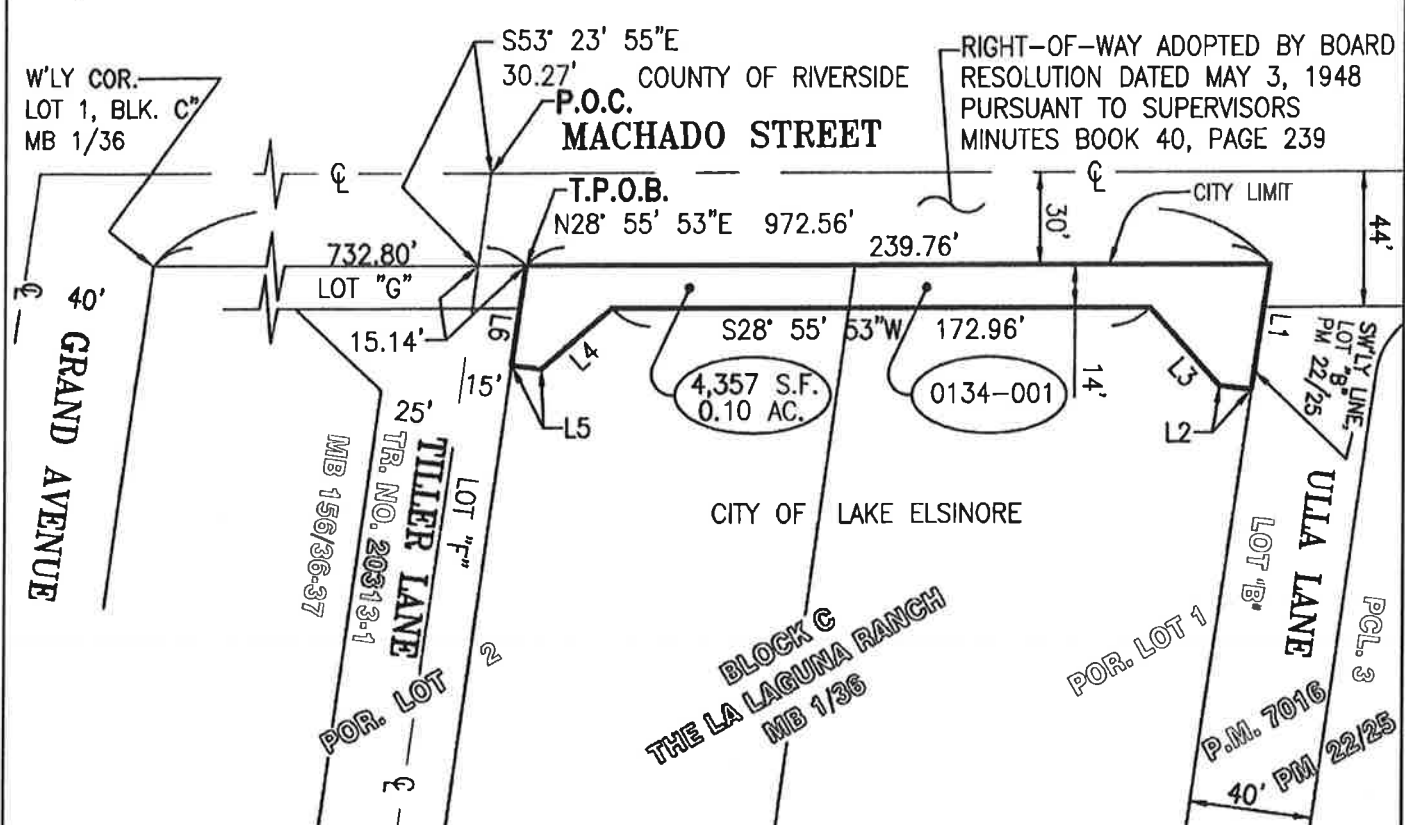 S53° 23' 55"E
30.27'
COUNTY OF RIVERSIDE
P.O.C.
MACHADO STREET
RIGHT-OF-WAY ADOPTED BY BOARD
RESOLUTION DATED MAY 3, 1948
PURSUANT TO SUPERVISORS
MINUTES BOOK 40, PAGE 239
W'LY COR.
LOT 1, BLK. C"
MB 1/36
℄
℄
T.P.O.B.
N28° 55' 53"E 972.56'
CITY LIMIT
30'
44'
732.80'
239.76'
LOT "G"
℄
40'
GRAND AVENUE
15.14'
L6
L4
S28° 55' 53"W 172.96'
L3
L1
14'
SW'LY LINE,
LOT "B"
PM 22/25
4,357 S.F.
0.10 AC.
0134-001
15'
25'
L5
L2
MB 156/36-37
TR. NO. 20313-1
TILLER LANE
LOT "F"
CITY OF LAKE ELSINORE
ULLA LANE
LOT "B"
PCL. 3
POR. LOT 2
BLOCK C
THE LA LAGUNA RANCH
MB 1/36
POR. LOT 1
P.M. 7016
PM 22/25
40'
℄